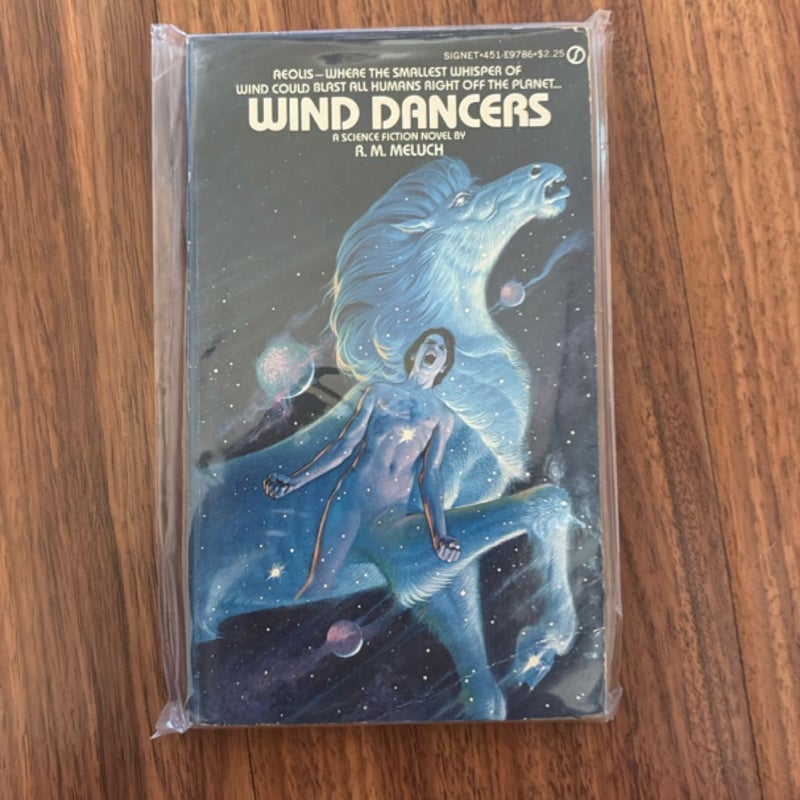 SIGNET•451-E9786•$2.25
AEOLIS—WHERE THE SMALLEST WHISPER OF
WIND COULD BLAST ALL HUMANS RIGHT OFF THE PLANET...
WIND DANCERS
A SCIENCE FICTION NOVEL BY
R. M. MELUCH